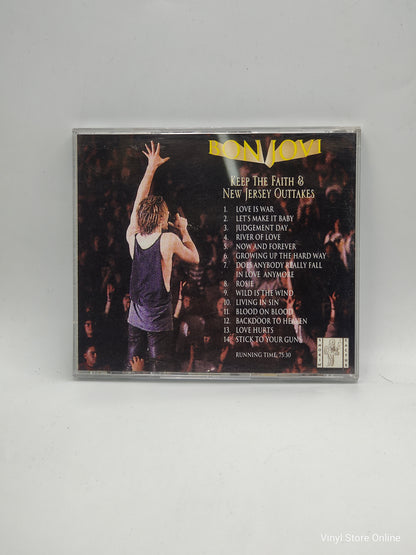 BON JOVI
KEEP THE FAITH &
NEW JERSEY OUTTAKES
1. LOVE IS WAR
2. LET'S MAKE IT BABY
3. JUDGEMENT DAY
4. RIVER OF LOVE
5. NOW AND FOREVER
6. GROWING UP THE HARD WAY
7. DOES ANYBODY REALLY FALL
IN LOVE ANYMORE
8. ROSIE
9. WILD IS THE WIND
10. LIVING IN SIN
11. BLOOD ON BLOOD
12. BACKDOOR TO HEAVEN
13. LOVE HURTS
14. STICK TO YOUR GUNS
RUNNING TIME, 75:30
Vinyl Store Online